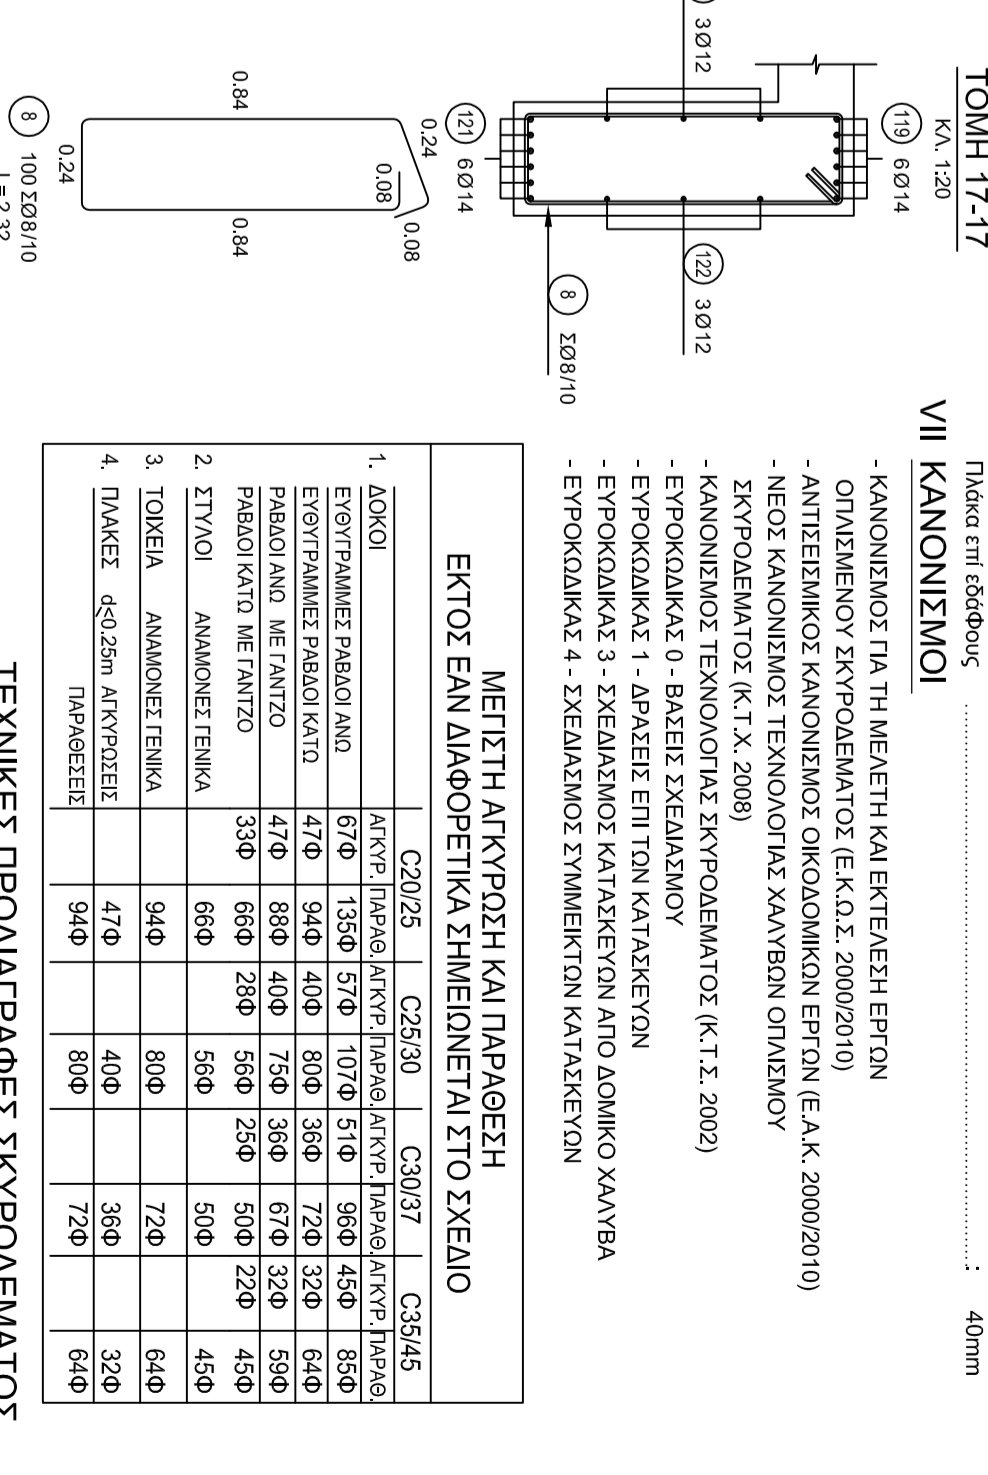 ΤΟΜΗ 17-17
ΚΛ. 1:20
119 6Ø14
3Ø12
122 3Ø12
121 6Ø14
8 ΣØ8/10
0.24
0.08
0.08
0.84
0.84
0.24
8 100 ΣØ8/10
L=2.32
Πλάκα επί εδάΦους ........................................................: 40mm
VII ΚΑΝΟΝΙΣΜΟΙ
- ΚΑΝΟΝΙΣΜΟΣ ΓΙΑ ΤΗ ΜΕΛΕΤΗ ΚΑΙ ΕΚΤΕΛΕΣΗ ΕΡΓΩΝ
ΟΠΛΙΣΜΕΝΟΥ ΣΚΥΡΟΔΕΜΑΤΟΣ (Ε.Κ.Ω.Σ. 2000/2010)
- ΑΝΤΙΣΕΙΣΜΙΚΟΣ ΚΑΝΟΝΙΣΜΟΣ ΟΙΚΟΔΟΜΙΚΩΝ ΕΡΓΩΝ (Ε.Α.Κ. 2000/2010)
- ΝΕΟΣ ΚΑΝΟΝΙΣΜΟΣ ΤΕΧΝΟΛΟΓΙΑΣ ΧΑΛΥΒΩΝ ΟΠΛΙΣΜΟΥ
ΣΚΥΡΟΔΕΜΑΤΟΣ (Κ.Τ.Χ. 2008)
- ΚΑΝΟΝΙΣΜΟΣ ΤΕΧΝΟΛΟΓΙΑΣ ΣΚΥΡΟΔΕΜΑΤΟΣ (Κ.Τ.Σ. 2002)
- ΕΥΡΟΚΩΔΙΚΑΣ 0 - ΒΑΣΕΙΣ ΣΧΕΔΙΑΣΜΟΥ
- ΕΥΡΟΚΩΔΙΚΑΣ 1 - ΔΡΑΣΕΙΣ ΕΠΙ ΤΩΝ ΚΑΤΑΣΚΕΥΩΝ
- ΕΥΡΟΚΩΔΙΚΑΣ 3 - ΣΧΕΔΙΑΣΜΟΣ ΚΑΤΑΣΚΕΥΩΝ ΑΠΟ ΔΟΜΙΚΟ ΧΑΛΥΒΑ
- ΕΥΡΟΚΩΔΙΚΑΣ 4 - ΣΧΕΔΙΑΣΜΟΣ ΣΥΜΜΕΙΚΤΩΝ ΚΑΤΑΣΚΕΥΩΝ
ΜΕΓΙΣΤΗ ΑΓΚΥΡΩΣΗ ΚΑΙ ΠΑΡΑΘΕΣΗ
ΕΚΤΟΣ ΕΑΝ ΔΙΑΦΟΡΕΤΙΚΑ ΣΗΜΕΙΩΝΕΤΑΙ ΣΤΟ ΣΧΕΔΙΟ
C20/25 C25/30 C30/37 C35/45
1. ΔΟΚΟΙ ΑΓΚΥΡ. ΠΑΡΑΘ. ΑΓΚΥΡ. ΠΑΡΑΘ. ΑΓΚΥΡ. ΠΑΡΑΘ. ΑΓΚΥΡ. ΠΑΡΑΘ.
ΕΥΘΥΓΡΑΜΜΕΣ ΡΑΒΔΟΙ ΑΝΩ 67Φ 135Φ 57Φ 107Φ 51Φ 96Φ 45Φ 85Φ
ΕΥΘΥΓΡΑΜΜΕΣ ΡΑΒΔΟΙ ΚΑΤΩ 47Φ 94Φ 40Φ 80Φ 36Φ 72Φ 32Φ 64Φ
ΡΑΒΔΟΙ ΑΝΩ ΜΕ ΓΑΝΤΖΟ 47Φ 88Φ 40Φ 75Φ 36Φ 67Φ 32Φ 59Φ
ΡΑΒΔΟΙ ΚΑΤΩ ΜΕ ΓΑΝΤΖΟ 33Φ 66Φ 28Φ 56Φ 25Φ 50Φ 22Φ 45Φ
2. ΣΤΥΛΟΙ ΑΝΑΜΟΝΕΣ ΓΕΝΙΚΑ 66Φ 56Φ 50Φ 45Φ
3. ΤΟΙΧΕΙΑ ΑΝΑΜΟΝΕΣ ΓΕΝΙΚΑ 94Φ 80Φ 72Φ 64Φ
4. ΠΛΑΚΕΣ d≤0.25m ΑΓΚΥΡΩΣΕΙΣ 47Φ 40Φ 36Φ 32Φ
ΠΑΡΑΘΕΣΕΙΣ 94Φ 80Φ 72Φ 64Φ
ΤΕΧΝΙΚΕΣ ΠΡΟΔΙΑΓΡΑΦΕΣ ΣΚΥΡΟΔΕΜΑΤΟΣ